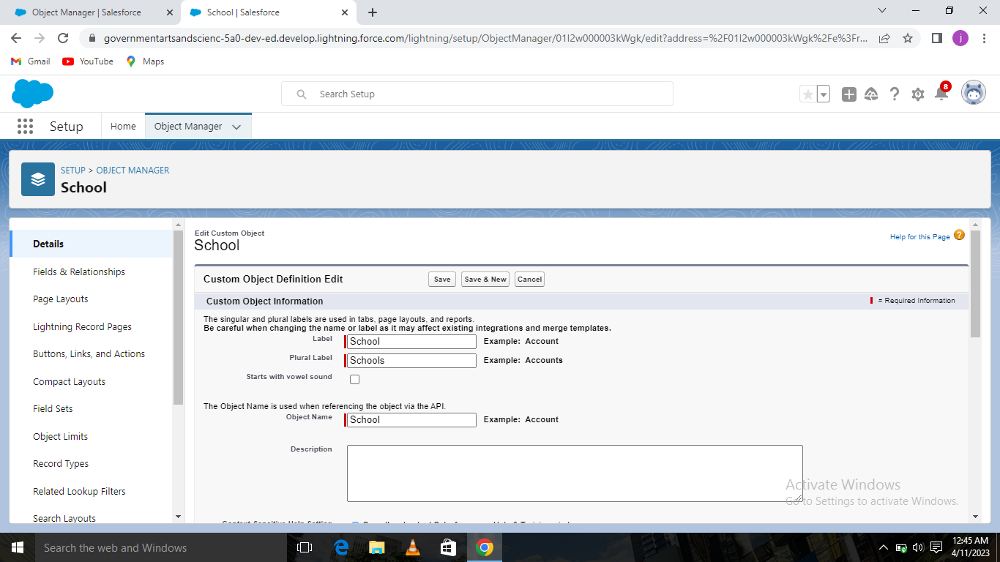 Object Manager | Salesforce
School | Salesforce
governmentartsandscienc-5a0-dev-ed.develop.lightning.force.com/lightning/setup/ObjectManager/01I2w000003kWgk/edit?address=%2F01I2w000003kWgk%2Fe%3Fr...
j
Gmail
YouTube
Maps
Search Setup
8
Setup
Home
Object Manager
SETUP > OBJECT MANAGER
School
Details
Fields & Relationships
Page Layouts
Lightning Record Pages
Buttons, Links, and Actions
Compact Layouts
Field Sets
Object Limits
Record Types
Related Lookup Filters
Search Layouts
Edit Custom Object
School
Help for this Page
Custom Object Definition Edit
Save
Save & New
Cancel
Custom Object Information
= Required Information
The singular and plural labels are used in tabs, page layouts, and reports.
Be careful when changing the name or label as it may affect existing integrations and merge templates.
Label
School
Example: Account
Plural Label
Schools
Example: Accounts
Starts with vowel sound
The Object Name is used when referencing the object via the API.
Object Name
School
Example: Account
Description
Activate Windows
Go to Settings to activate Windows.
Search the web and Windows
12:45 AM
4/11/2023